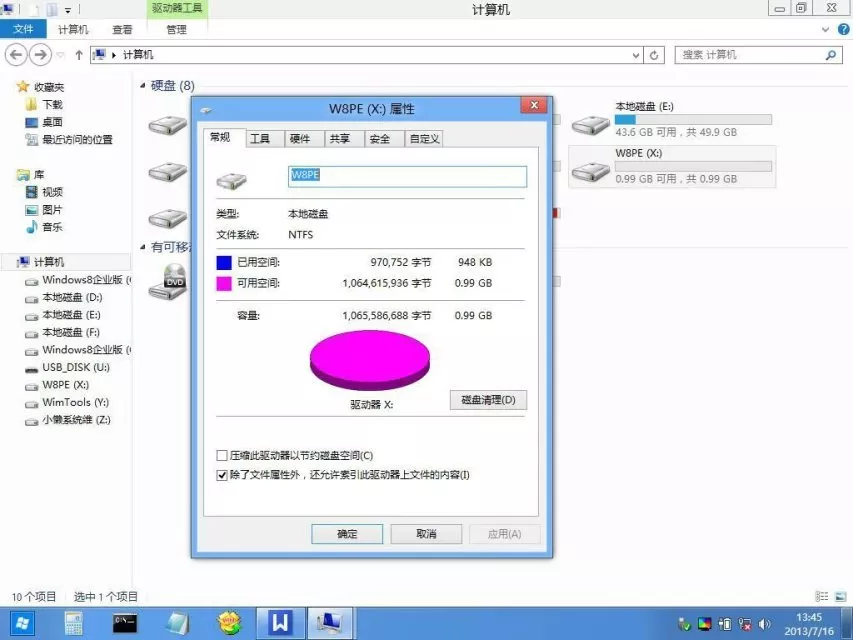 驱动器工具
计算机
文件
计算机
查看
管理
计算机
搜索 计算机
收藏夹
下载
桌面
最近访问的位置
库
视频
图片
音乐
计算机
Windows8企业版 (
本地磁盘 (D:)
本地磁盘 (E:)
本地磁盘 (F:)
Windows8企业版 (
USB_DISK (U:)
W8PE (X:)
WimTools (Y:)
小懒系统维 (Z:)
硬盘 (8)
有可移
DVD
本地磁盘 (E:)
43.6 GB 可用，共 49.9 GB
W8PE (X:)
0.99 GB 可用，共 0.99 GB
W8PE (X:) 属性
常规
工具
硬件
共享
安全
自定义
W8PE
类型: 本地磁盘
文件系统: NTFS
已用空间: 970,752 字节 948 KB
可用空间: 1,064,615,936 字节 0.99 GB
容量: 1,065,586,688 字节 0.99 GB
驱动器 X:
磁盘清理(D)
压缩此驱动器以节约磁盘空间(C)
除了文件属性外，还允许索引此驱动器上文件的内容(I)
确定
取消
应用(A)
10 个项目 选中 1 个项目
W
13:45
2013/7/16